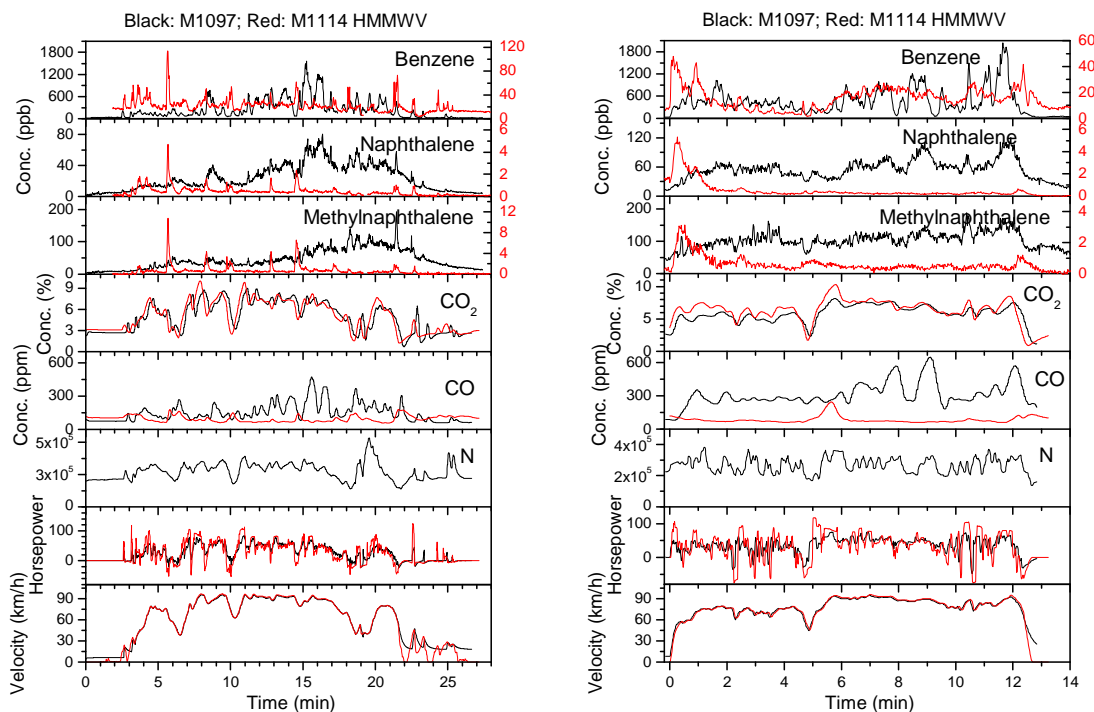 Black: M1097; Red: M1114 HMMWV
1800
1200
600
0
Benzene
120
80
40
0
Conc. (ppb)
80
40
0
Naphthalene
6
4
2
0
200
100
0
Methylnaphthalene
12
8
4
0
Conc. (%)
9
6
3
0
CO2
Conc. (ppm)
600
300
0
CO
5x10^5
3x10^5
0
N
Horsepower
100
0
Velocity (km/h)
90
60
30
0
0 5 10 15 20 25
Time (min)
Black: M1097; Red: M1114 HMMWV
1800
1200
600
0
Benzene
60
40
20
0
Conc. (ppb)
120
60
0
Naphthalene
6
4
2
0
200
100
0
Methylnaphthalene
4
2
0
Conc. (%)
10
5
0
CO2
Conc. (ppm)
600
300
0
CO
4x10^5
2x10^5
0
N
Horsepower
100
0
Velocity (km/h)
90
60
30
0
0 2 4 6 8 10 12 14
Time (min)